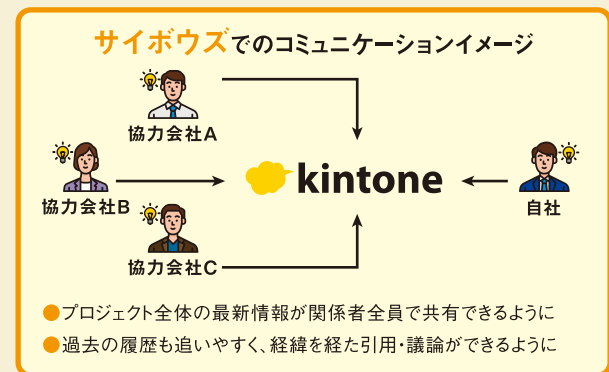 サイボウズでのコミュニケーションイメージ
協力会社A
協力会社B
kintone
自社
協力会社C
●プロジェクト全体の最新情報が関係者全員で共有できるように
●過去の履歴も追いやすく、経緯を経た引用・議論ができるように